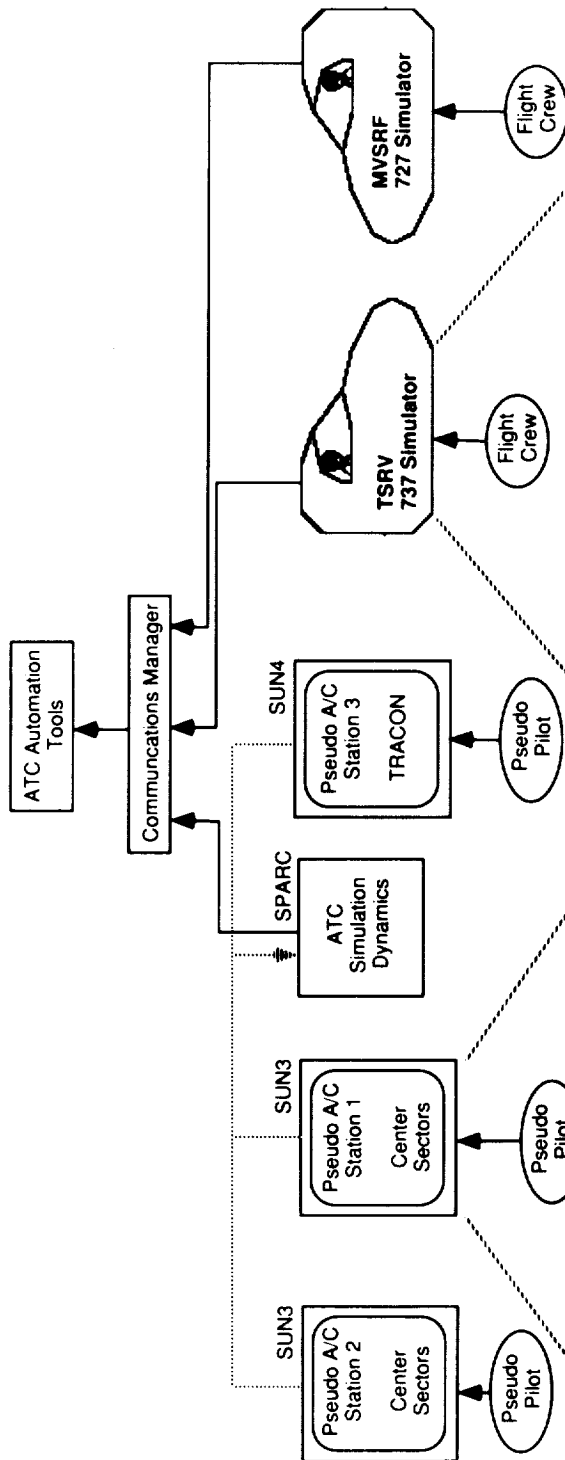 ATC Automation
Tools
Communcations Manager
SUN3
Pseudo A/C
Station 2
Center
Sectors
Pseudo
Pilot
SUN3
Pseudo A/C
Station 1
Center
Sectors
Pseudo
Pilot
SPARC
ATC
Simulation
Dynamics
SUN4
Pseudo A/C
Station 3
TRACON
Pseudo
Pilot
TSRV
737 Simulator
Flight
Crew
MVSRF
727 Simulator
Flight
Crew